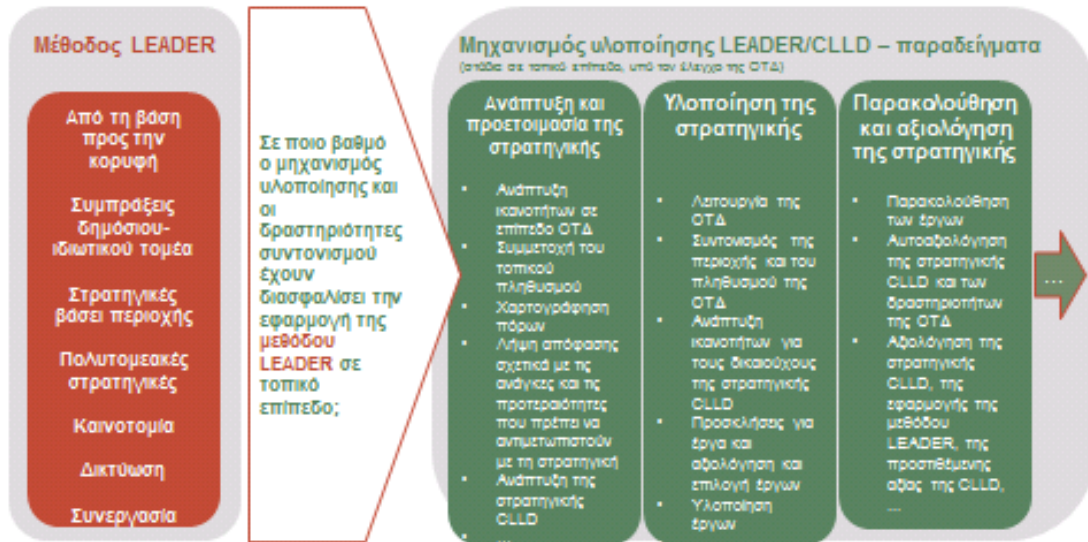 Μέθοδος LEADER
Από τη βάση
προς την
κορυφή
Συμπράξεις
δημόσιου-
ιδιωτικού τομέα
Στρατηγικές
βάσει περιοχής
Πολυτομεακές
στρατηγικές
Καινοτομία
Δικτύωση
Συνεργασία
Σε ποιο βαθμό
ο μηχανισμός
υλοποίησης και
οι
δραστηριότητες
συντονισμού
έχουν
διασφαλίσει την
εφαρμογή της
μεθόδου
LEADER σε
τοπικό
επίπεδο;
Μηχανισμός υλοποίησης LEADER/CLLD – παραδείγματα
(στάδια σε τοπικό επίπεδο, υπό τον έλεγχο της ΟΤΔ)
Ανάπτυξη και
προετοιμασία της
στρατηγικής
• Ανάπτυξη
ικανοτήτων σε
επίπεδο ΟΤΔ
• Συμμετοχή του
τοπικού
πληθυσμού
• Χαρτογράφηση
πόρων
• Λήψη απόφασης
σχετικά με τις
ανάγκες και τις
προτεραιότητες
που πρέπει να
αντιμετωπιστούν
με τη στρατηγική
• Ανάπτυξη της
στρατηγικής
CLLD
• ...
Υλοποίηση της
στρατηγικής
• Λειτουργία της
ΟΤΔ
• Συντονισμός της
περιοχής και του
πληθυσμού της
ΟΤΔ
• Ανάπτυξη
ικανοτήτων για
τους δικαιούχους
της στρατηγικής
CLLD
• Προσκλήσεις για
έργα και
αξιολόγηση και
επιλογή έργων
• Υλοποίηση
έργων
Παρακολούθηση
και αξιολόγηση
της στρατηγικής
• Παρακολούθηση
των έργων
• Αυτοαξιολόγηση
της στρατηγικής
CLLD και των
δραστηριοτήτων
της ΟΤΔ
• Αξιολόγηση της
στρατηγικής
CLLD, της
εφαρμογής της
μεθόδου
LEADER, της
προστιθέμενης
αξίας της CLLD,
...
...